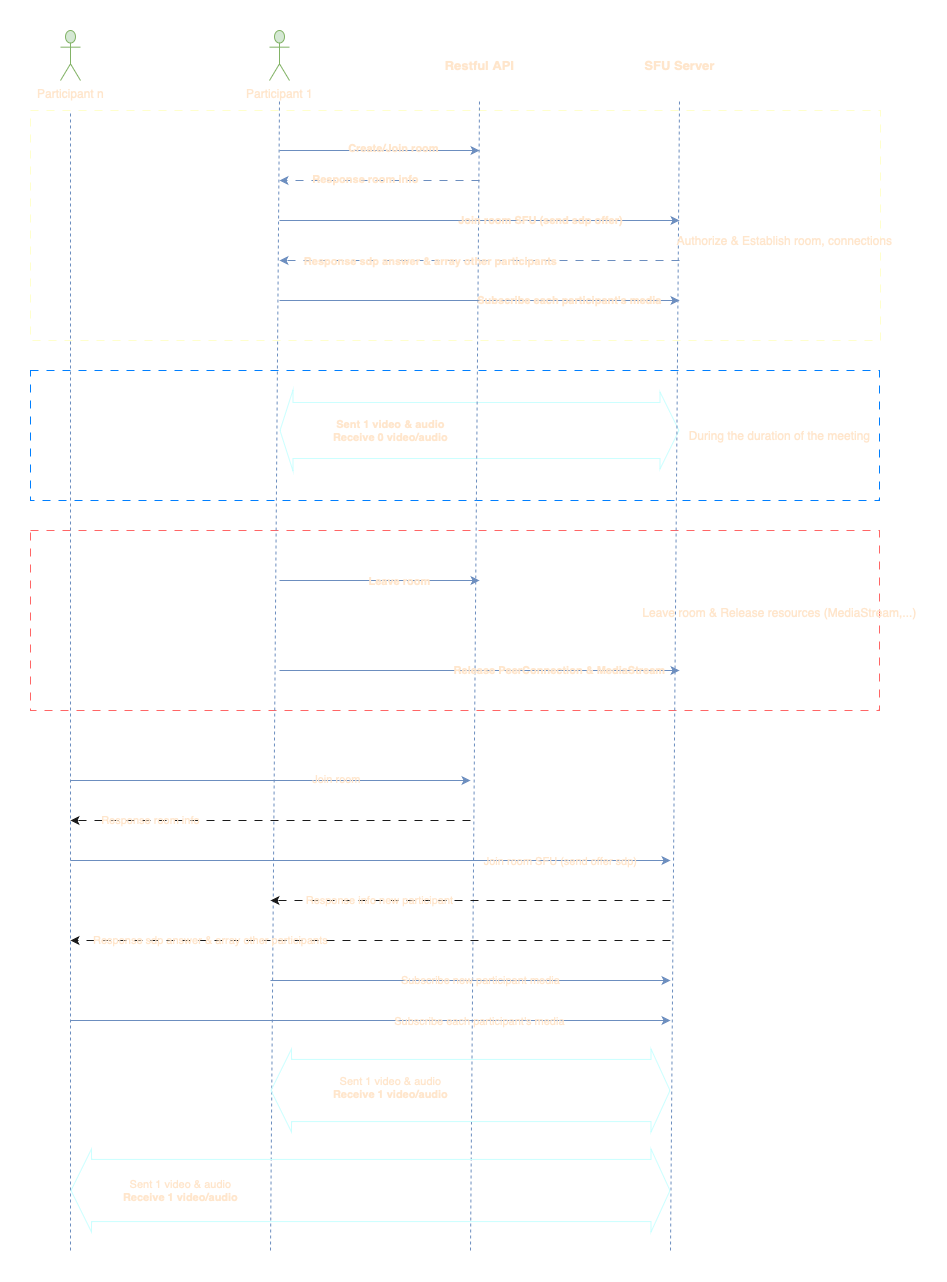 Restful API
SFU Server
Participant n
Participant 1
Create/Join room
Response room info
Join room SFU (send sdp offer)
Authorize & Establish room, connections
Response sdp answer & array other participants
Subscribe each participant's media
Sent 1 video & audio
Receive 0 video/audio
During the duration of the meeting
Leave room
Leave room & Release resources (MediaStream,...)
Release PeerConnection & MediaStream
Join room
Response room info
Join room SFU (send offer sdp)
Response info new participant
Response sdp answer & array other participants
Subscribe new participant media
Subscribe each participant's media
Sent 1 video & audio
Receive 1 video/audio
Sent 1 video & audio
Receive 1 video/audio